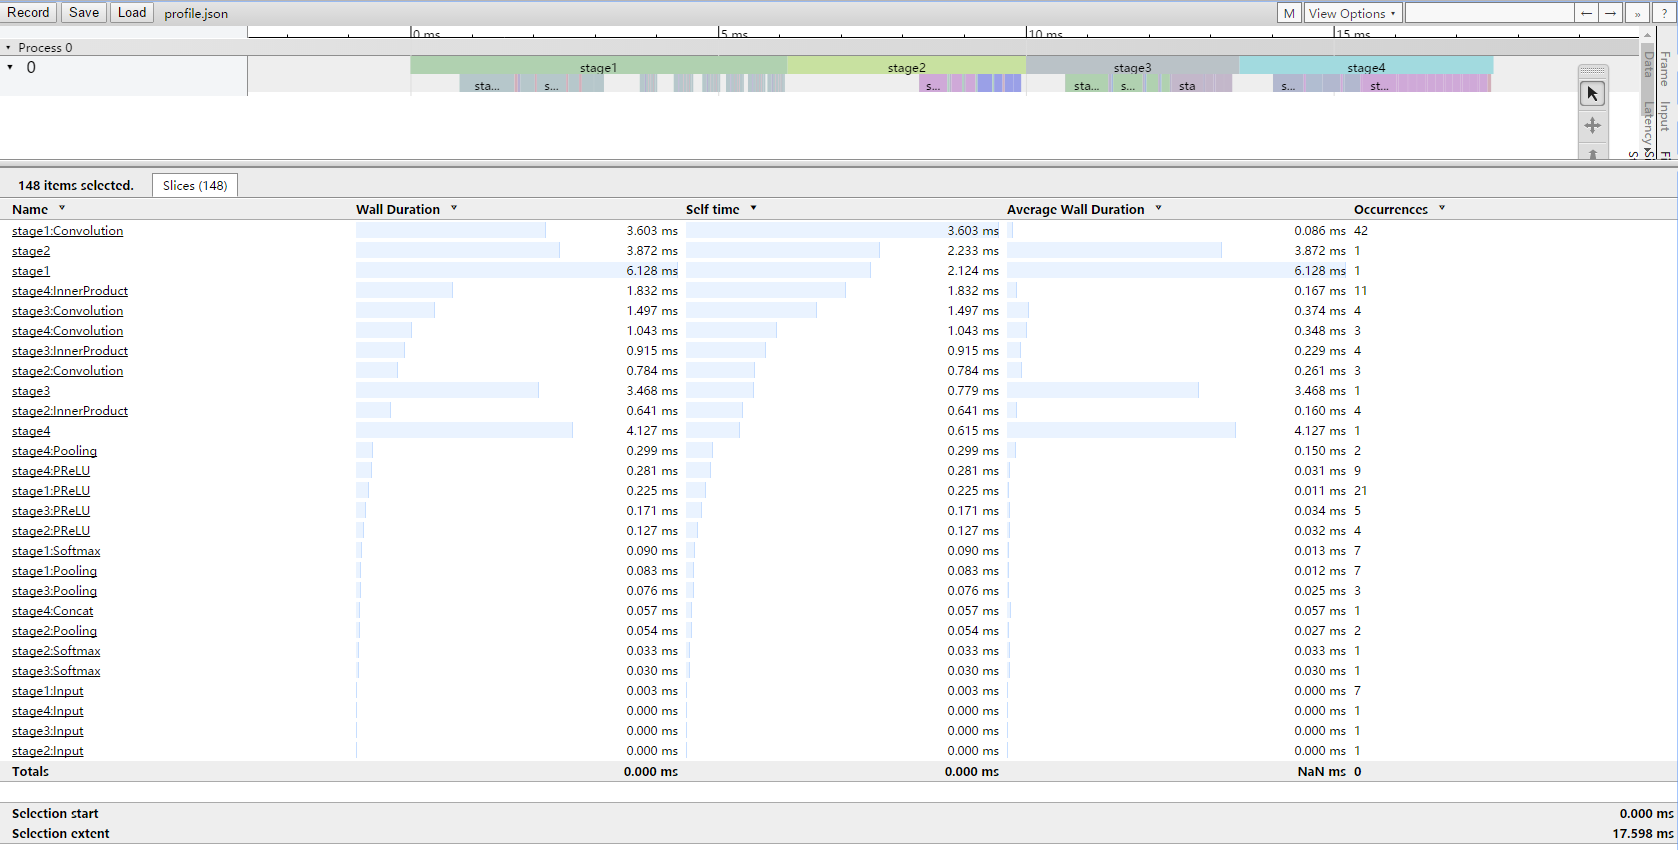 Record Save Load profile.json M View Options ▾ ← → » ?
0 ms 5 ms 10 ms 15 ms
▾ Process 0
▾ 0 stage1 stage2 stage3 stage4
sta... s... s... sta... s... sta s... st...
Data
Latency
Frame
Input
148 items selected. Slices (148)
Name Wall Duration Self time Average Wall Duration Occurrences
stage1:Convolution 3.603 ms 3.603 ms 0.086 ms 42
stage2 3.872 ms 2.233 ms 3.872 ms 1
stage1 6.128 ms 2.124 ms 6.128 ms 1
stage4:InnerProduct 1.832 ms 1.832 ms 0.167 ms 11
stage3:Convolution 1.497 ms 1.497 ms 0.374 ms 4
stage4:Convolution 1.043 ms 1.043 ms 0.348 ms 3
stage3:InnerProduct 0.915 ms 0.915 ms 0.229 ms 4
stage2:Convolution 0.784 ms 0.784 ms 0.261 ms 3
stage3 3.468 ms 0.779 ms 3.468 ms 1
stage2:InnerProduct 0.641 ms 0.641 ms 0.160 ms 4
stage4 4.127 ms 0.615 ms 4.127 ms 1
stage4:Pooling 0.299 ms 0.299 ms 0.150 ms 2
stage4:PReLU 0.281 ms 0.281 ms 0.031 ms 9
stage1:PReLU 0.225 ms 0.225 ms 0.011 ms 21
stage3:PReLU 0.171 ms 0.171 ms 0.034 ms 5
stage2:PReLU 0.127 ms 0.127 ms 0.032 ms 4
stage1:Softmax 0.090 ms 0.090 ms 0.013 ms 7
stage1:Pooling 0.083 ms 0.083 ms 0.012 ms 7
stage3:Pooling 0.076 ms 0.076 ms 0.025 ms 3
stage4:Concat 0.057 ms 0.057 ms 0.057 ms 1
stage2:Pooling 0.054 ms 0.054 ms 0.027 ms 2
stage2:Softmax 0.033 ms 0.033 ms 0.033 ms 1
stage3:Softmax 0.030 ms 0.030 ms 0.030 ms 1
stage1:Input 0.003 ms 0.003 ms 0.000 ms 7
stage4:Input 0.000 ms 0.000 ms 0.000 ms 1
stage3:Input 0.000 ms 0.000 ms 0.000 ms 1
stage2:Input 0.000 ms 0.000 ms 0.000 ms 1
Totals 0.000 ms 0.000 ms NaN ms 0
Selection start 0.000 ms
Selection extent 17.598 ms